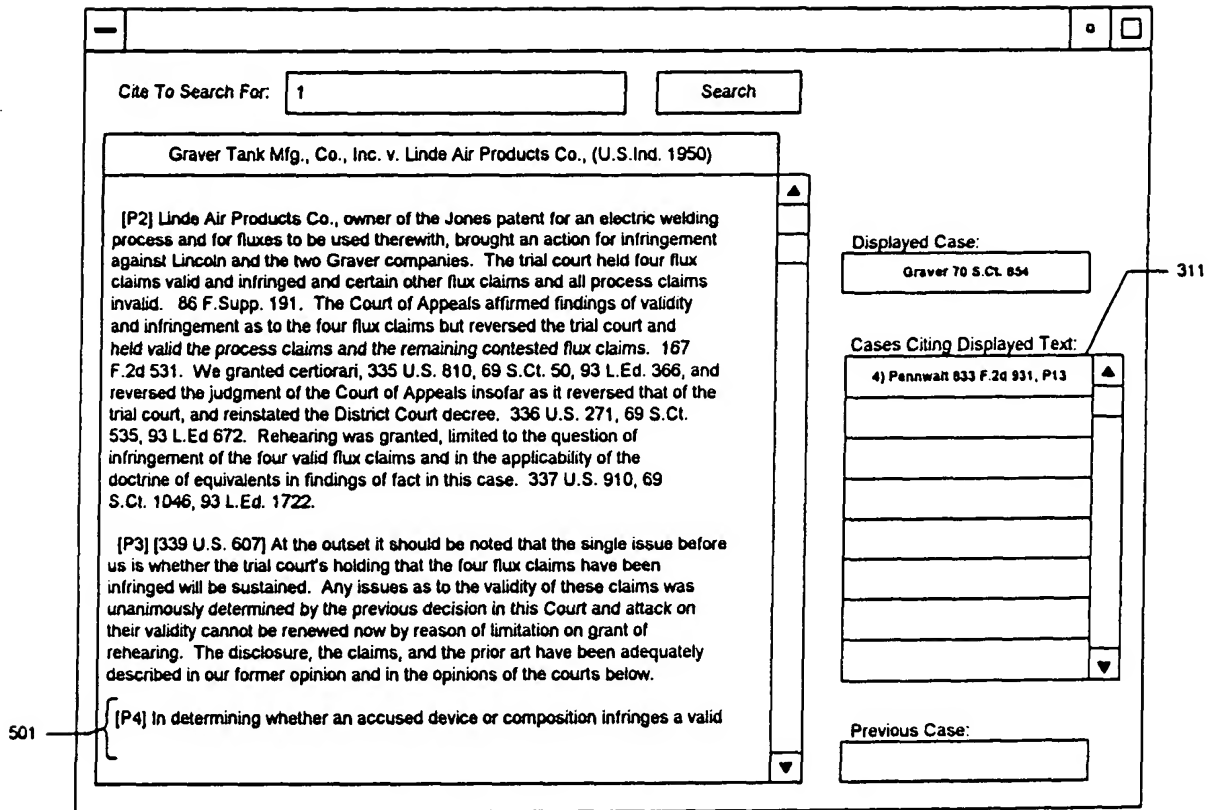 Cite To Search For: 1 Search
Graver Tank Mfg., Co., Inc. v. Linde Air Products Co., (U.S.Ind. 1950)
[P2] Linde Air Products Co., owner of the Jones patent for an electric welding
process and for fluxes to be used therewith, brought an action for infringement
against Lincoln and the two Graver companies. The trial court held four flux
claims valid and infringed and certain other flux claims and all process claims
invalid. 86 F.Supp. 191. The Court of Appeals affirmed findings of validity
and infringement as to the four flux claims but reversed the trial court and
held valid the process claims and the remaining contested flux claims. 167
F.2d 531. We granted certiorari, 335 U.S. 810, 69 S.Ct. 50, 93 L.Ed. 366, and
reversed the judgment of the Court of Appeals insofar as it reversed that of the
trial court, and reinstated the District Court decree. 336 U.S. 271, 69 S.Ct.
535, 93 L.Ed 672. Rehearing was granted, limited to the question of
infringement of the four valid flux claims and in the applicability of the
doctrine of equivalents in findings of fact in this case. 337 U.S. 910, 69
S.Ct. 1046, 93 L.Ed. 1722.
[P3] [339 U.S. 607] At the outset it should be noted that the single issue before
us is whether the trial court's holding that the four flux claims have been
infringed will be sustained. Any issues as to the validity of these claims was
unanimously determined by the previous decision in this Court and attack on
their validity cannot be renewed now by reason of limitation on grant of
rehearing. The disclosure, the claims, and the prior art have been adequately
described in our former opinion and in the opinions of the courts below.
[P4] In determining whether an accused device or composition infringes a valid
501
Displayed Case:
Graver 70 S.Ct. 854
311
Cases Citing Displayed Text:
4) Pennwalt 833 F.2d 931, P13
Previous Case: